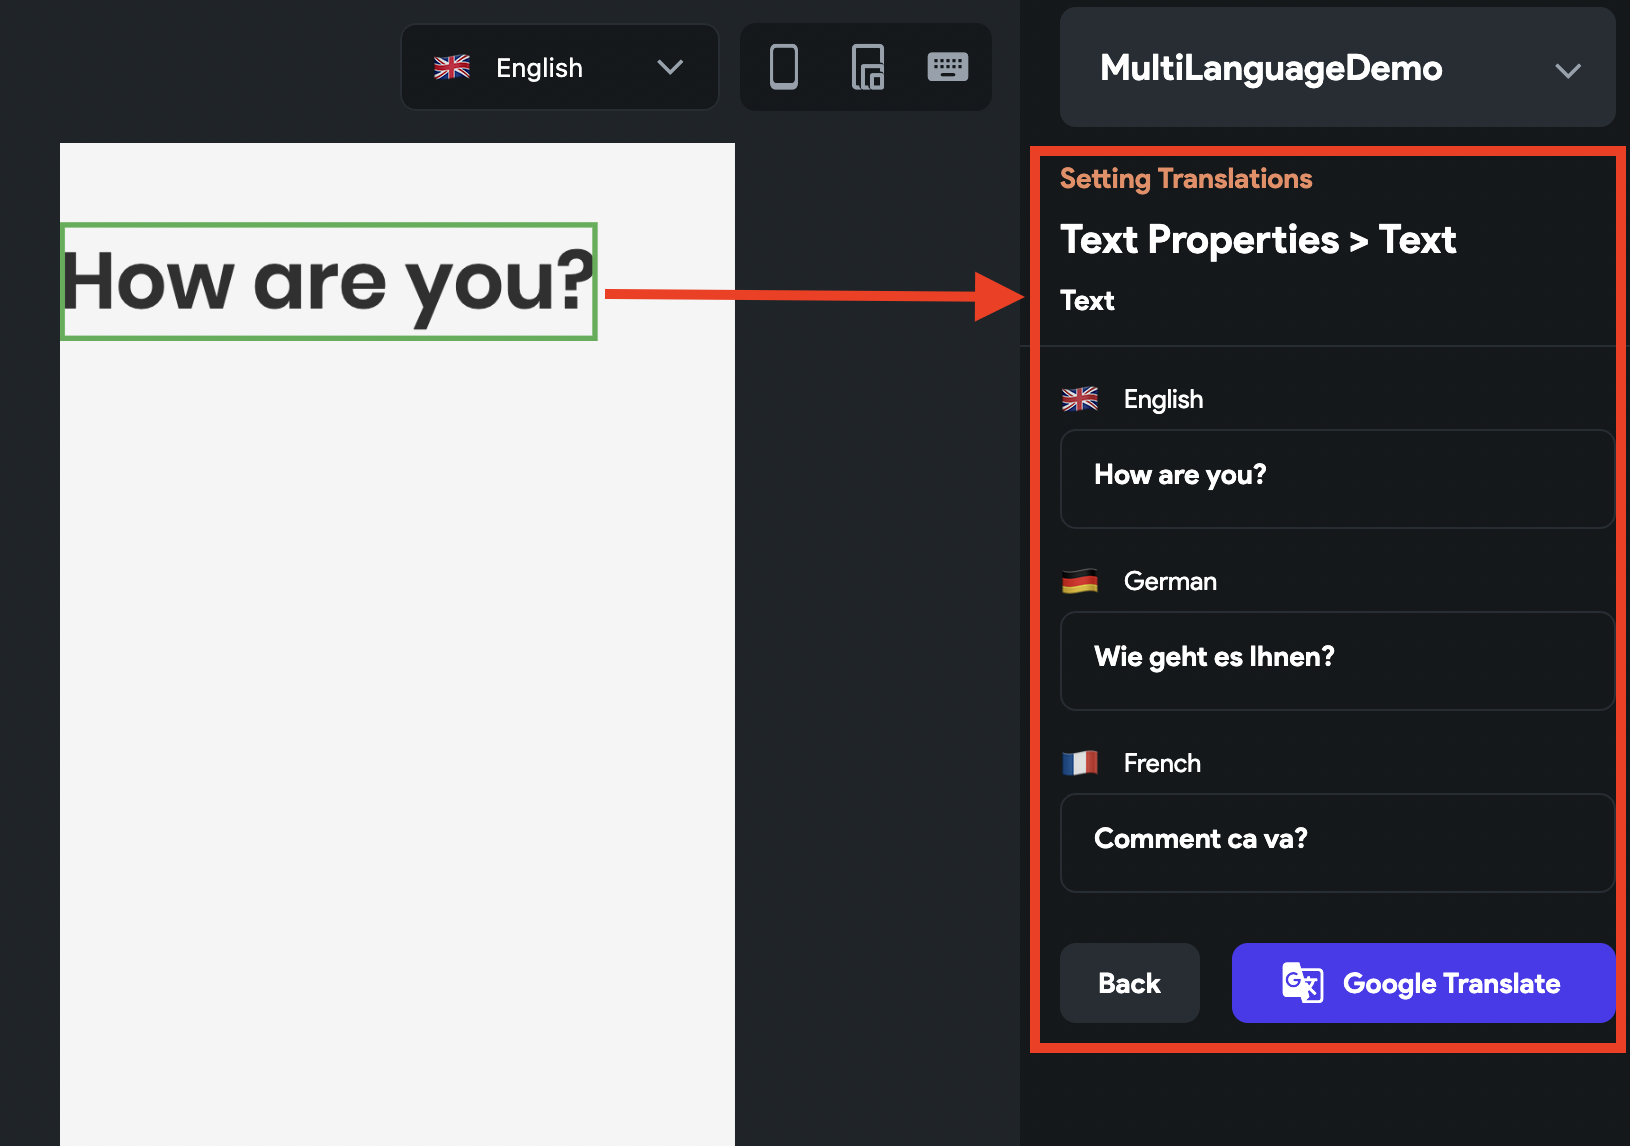 English
MultiLanguageDemo
How are you?
Setting Translations
Text Properties > Text
Text
English
How are you?
German
Wie geht es Ihnen?
French
Comment ca va?
Back
Google Translate